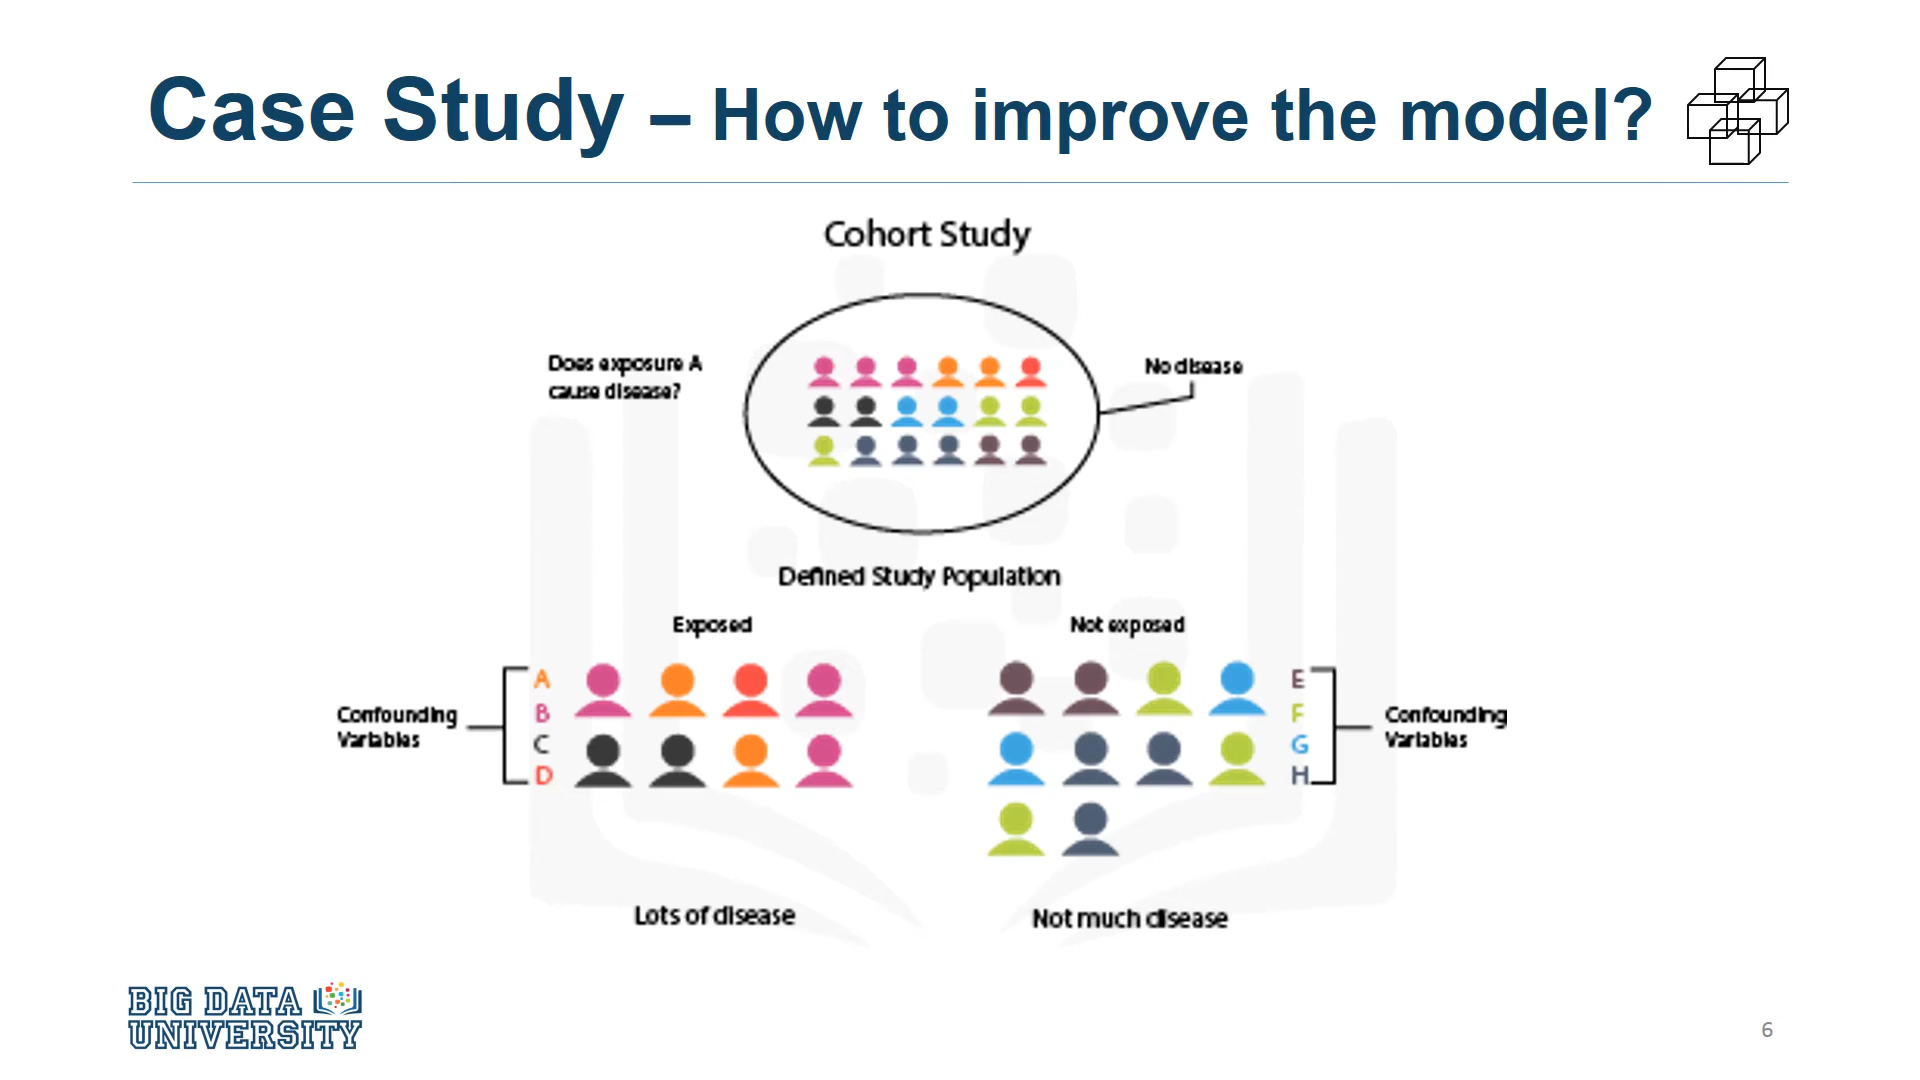 Case Study – How to improve the model?
Cohort Study
Does exposure A
cause disease?
No disease
Defined Study Population
Exposed
Not exposed
Confounding
Variables
A
B
C
D
E
F
G
H
Confounding
Variables
Lots of disease
Not much disease
BIG DATA
UNIVERSITY
6